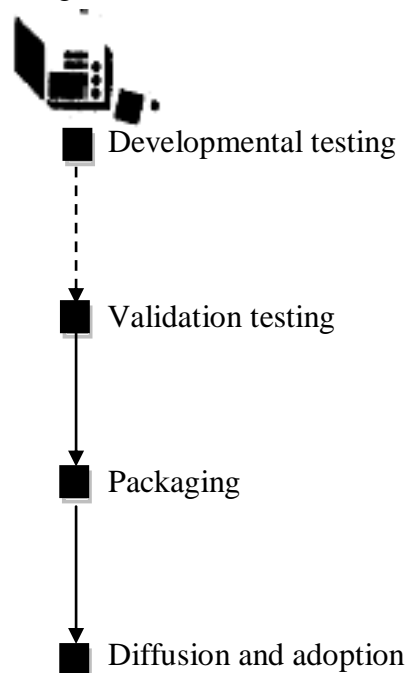 Developmental testing
Validation testing
Packaging
Diffusion and adoption